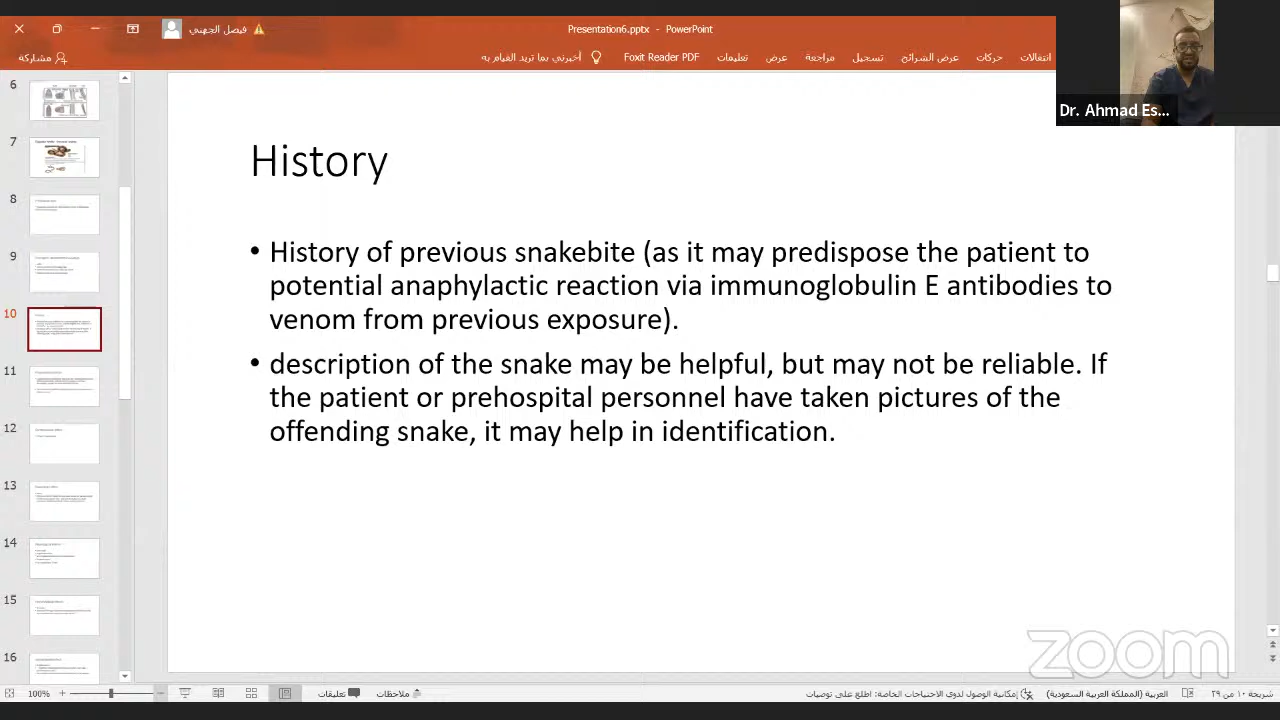 فيصل الجهني
Presentation6.pptx - PowerPoint
انتقالات
حركات
عرض الشرائح
تسجيل
مراجعة
عرض
تعليمات
Foxit Reader PDF
أخبرني بما تريد القيام به
مشاركة
Dr. Ahmad Es...
6
7
8
9
10
11
12
13
14
15
16
History
• History of previous snakebite (as it may predispose the patient to
potential anaphylactic reaction via immunoglobulin E antibodies to
venom from previous exposure).
• description of the snake may be helpful, but may not be reliable. If
the patient or prehospital personnel have taken pictures of the
offending snake, it may help in identification.
zoom
شريحة ١٠ من ٢٩
العربية (المملكة العربية السعودية)
إمكانية الوصول لذوي الاحتياجات الخاصة: العثور على توصيات
ملاحظات
تعليقات
100%